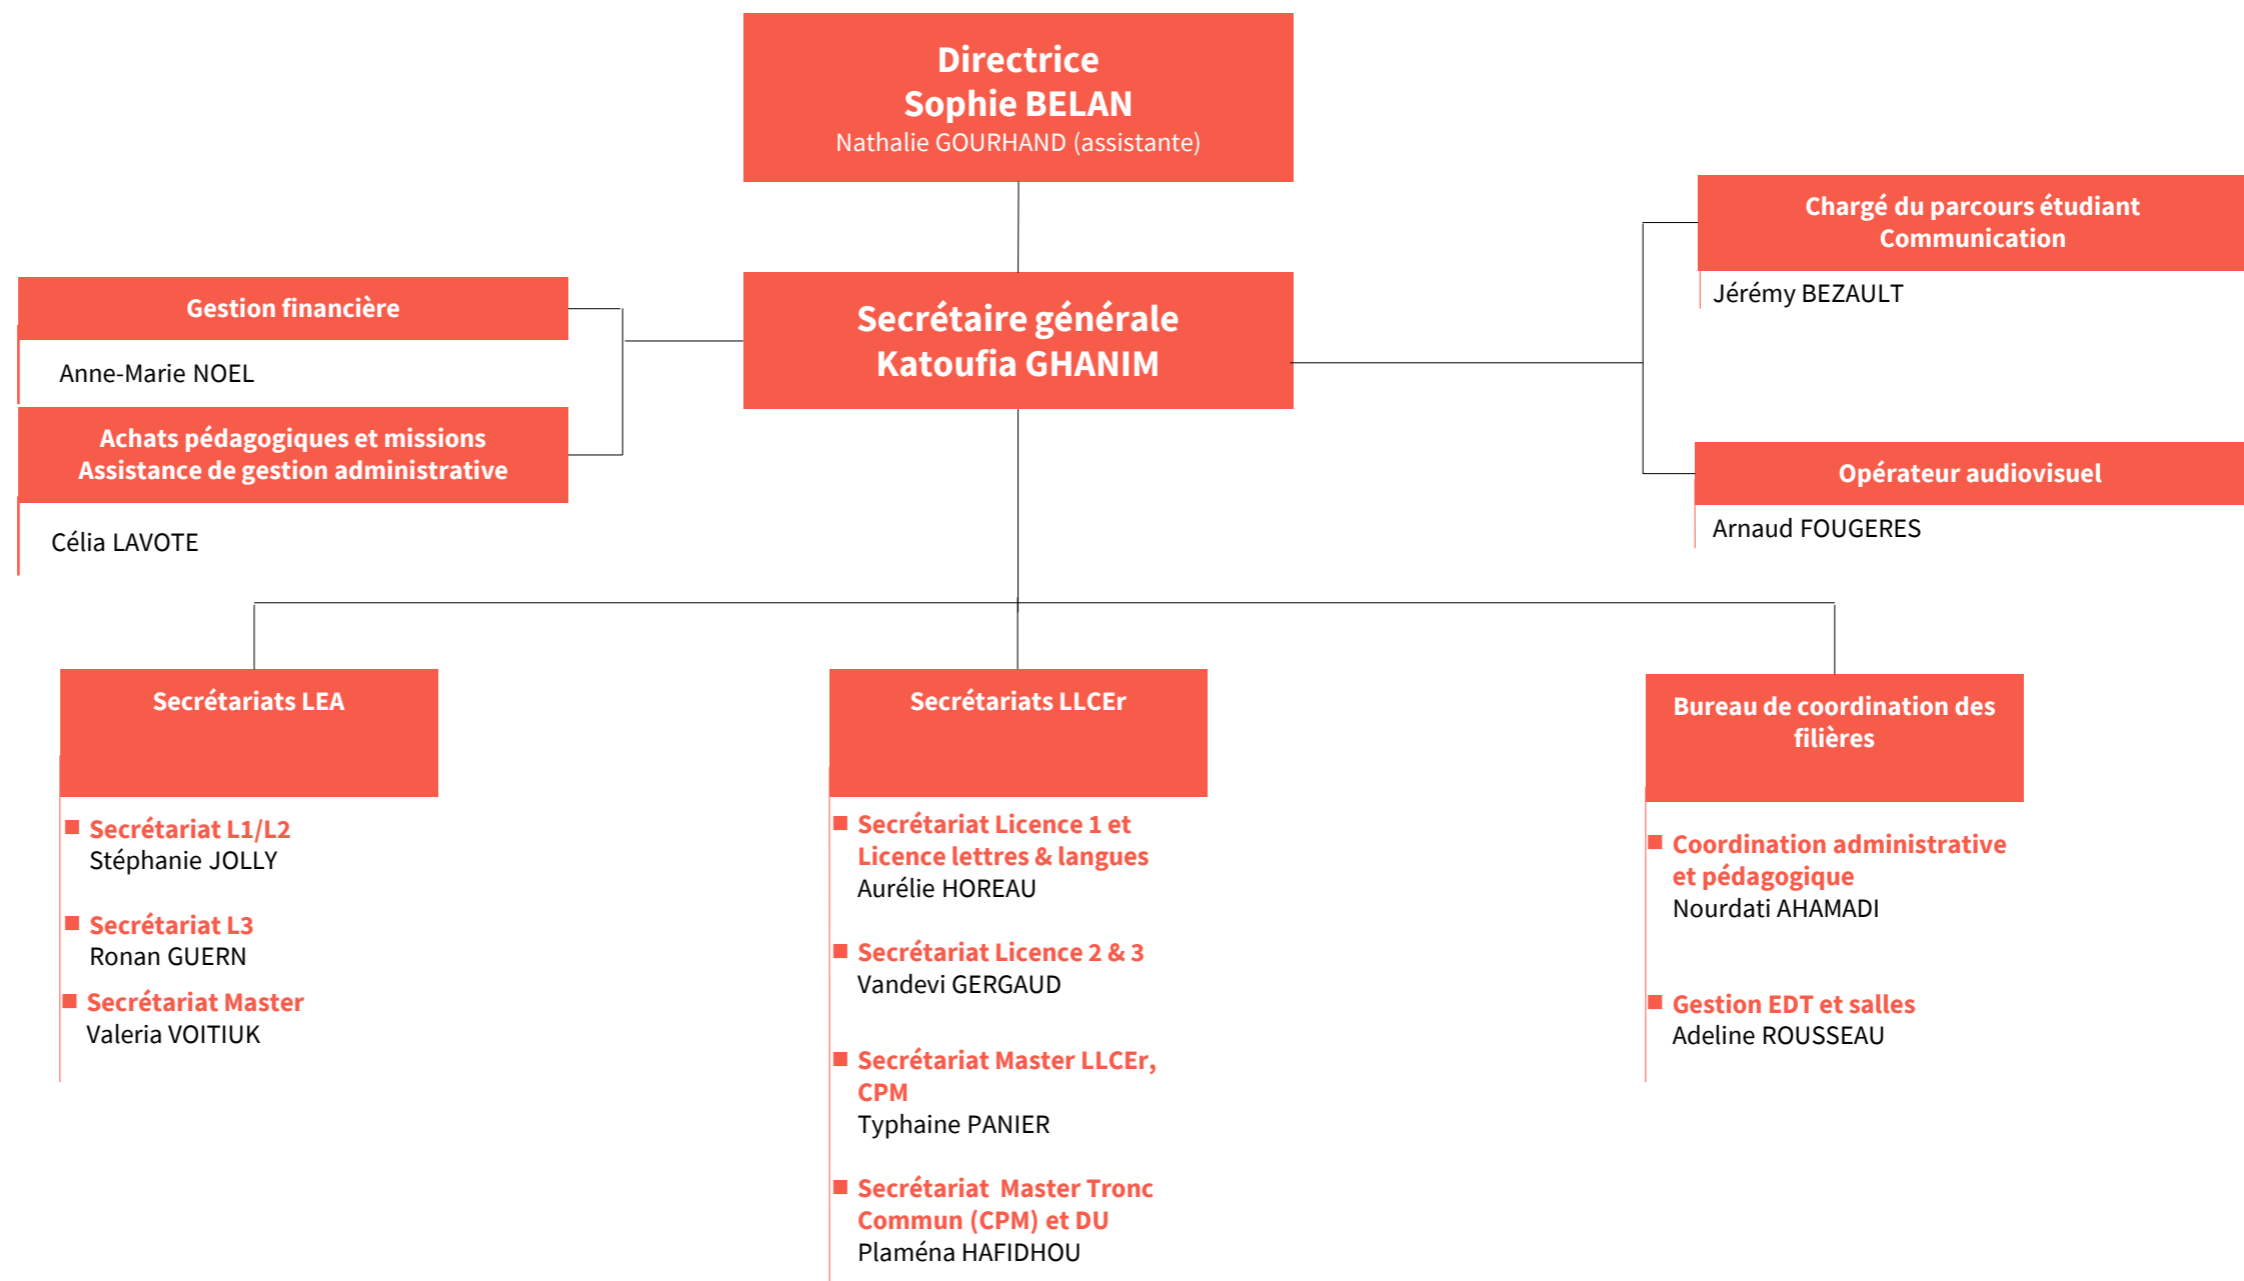 Directrice
Sophie BELAN
Nathalie GOURHAND (assistante)
Chargé du parcours étudiant
Communication
Jérémy BEZAULT
Gestion financière
Anne-Marie NOEL
Secrétaire générale
Katoufia GHANIM
Achats pédagogiques et missions
Assistance de gestion administrative
Célia LAVOTE
Opérateur audiovisuel
Arnaud FOUGERES
Secrétariats LEA
Secrétariat L1/L2
Stéphanie JOLLY
Secrétariat L3
Ronan GUERN
Secrétariat Master
Valeria VOITIUK
Secrétariats LLCEr
Secrétariat Licence 1 et
Licence lettres & langues
Aurélie HOREAU
Secrétariat Licence 2 & 3
Vandevi GERGAUD
Secrétariat Master LLCEr,
CPM
Typhaine PANIER
Secrétariat  Master Tronc
Commun (CPM) et DU
Plaména HAFIDHOU
Bureau de coordination des
filières
Coordination administrative
et pédagogique
Nourdati AHAMADI
Gestion EDT et salles
Adeline ROUSSEAU